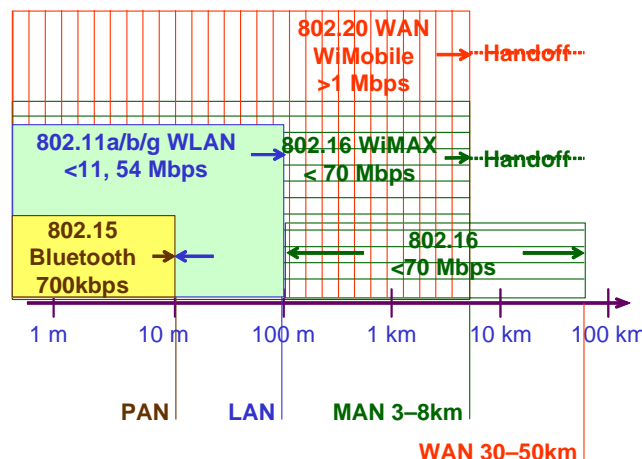 802.20 WAN
WiMobile
>1 Mbps
Handoff
802.11a/b/g WLAN
<11, 54 Mbps
802.16 WiMAX
< 70 Mbps
Handoff
802.15
Bluetooth
700kbps
802.16
<70 Mbps
1 m
10 m
100 m
1 km
10 km
100 km
PAN
LAN
MAN 3–8km
WAN 30–50km